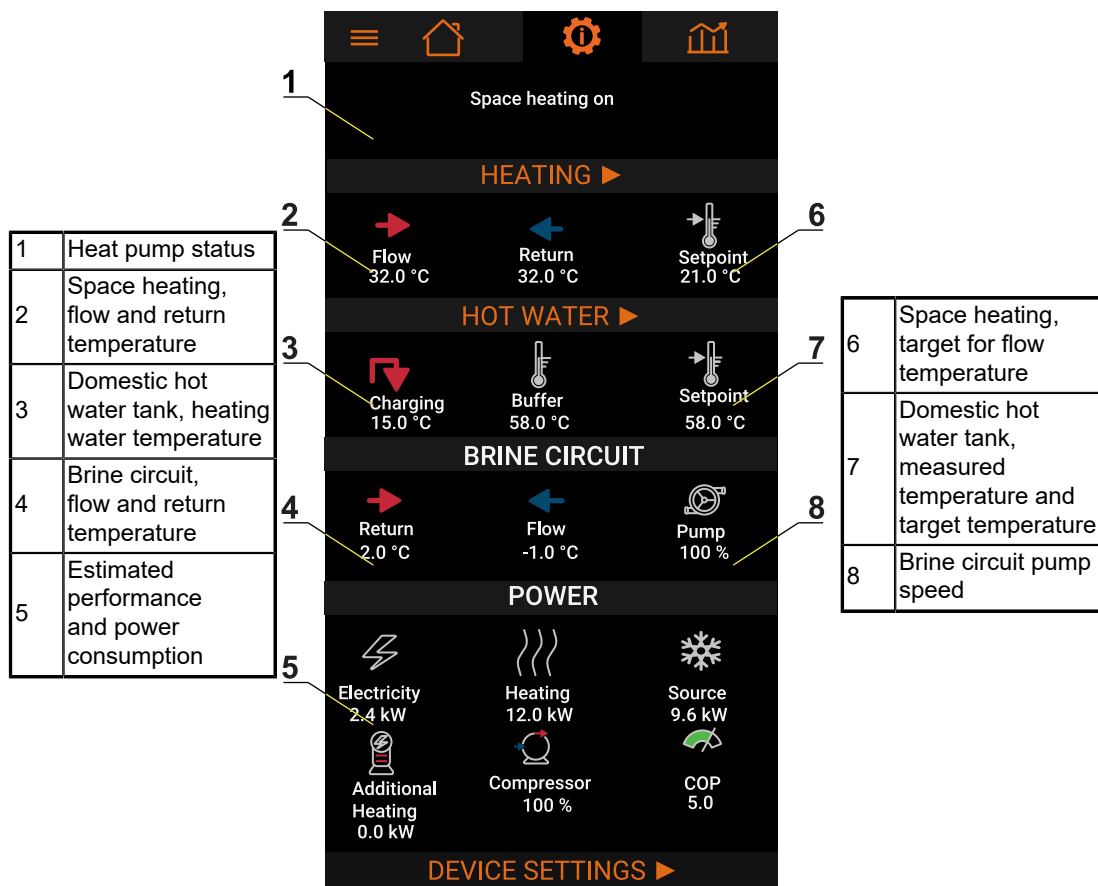 1
Space heating on
HEATING ▶
2
6
Flow
32.0 °C
Return
32.0 °C
Setpoint
21.0 °C
HOT WATER ▶
3
7
Charging
15.0 °C
Buffer
58.0 °C
Setpoint
58.0 °C
BRINE CIRCUIT
4
8
Return
2.0 °C
Flow
-1.0 °C
Pump
100 %
POWER
5
Electricity
2.4 kW
Heating
12.0 kW
Source
9.6 kW
Additional
Heating
0.0 kW
Compressor
100 %
COP
5.0
DEVICE SETTINGS ▶
1 Heat pump status
2 Space heating,
flow and return
temperature
3 Domestic hot
water tank, heating
water temperature
4 Brine circuit,
flow and return
temperature
5 Estimated
performance
and power
consumption
6 Space heating,
target for flow
temperature
7 Domestic hot
water tank,
measured
temperature and
target temperature
8 Brine circuit pump
speed